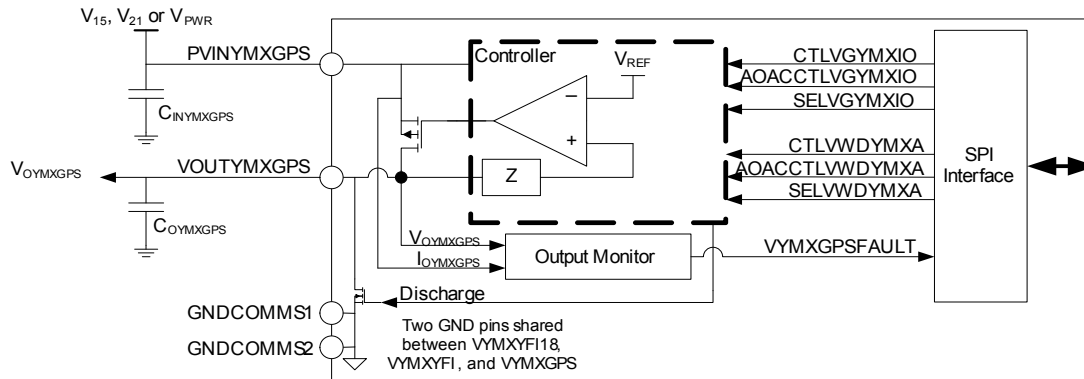 V15, V21 or VPWR
PVINYMXGPS
CINYMXGPS
VOYMXGPS
VOUTYMXGPS
COYMXGPS
GNDCOMMS1
GNDCOMMS2
Controller
VREF
Z
VOYMXGPS
IOYMXGPS
Output Monitor
Discharge
Two GND pins shared
between VYMXYFI18,
VYMXYFI, and VYMXGPS
CTLVGYMXIO
AOACCTLVGYMXIO
SELVGYMXIO
CTLVWDYMXA
AOACCTLVWDYMXA
SELVWDYMXA
VYMXGPSFAULT
SPI
Interface